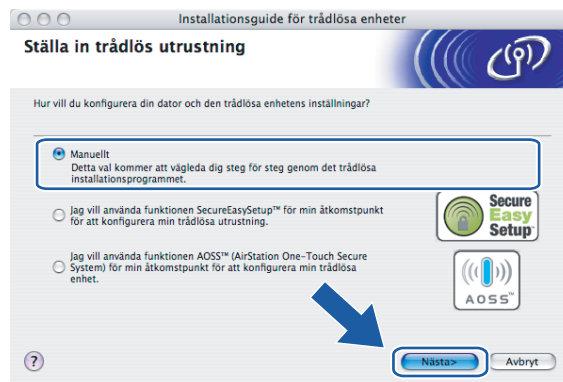 Installationsguide för trådlösa enheter
Ställa in trådlös utrustning
Hur vill du konfigurera din dator och den trådlösa enhetens inställningar?
Manuellt
Detta val kommer att vägleda dig steg för steg genom det trådlösa
installationsprogrammet.
Jag vill använda funktionen SecureEasySetup™ för min åtkomstpunkt
för att konfigurera min trådlösa utrustning.
Secure
Easy
Setup
Jag vill använda funktionen AOSS™ (AirStation One-Touch Secure
System) för min åtkomstpunkt för att konfigurera min trådlösa
enhet.
AOSS™
?
Nästa>
Avbryt